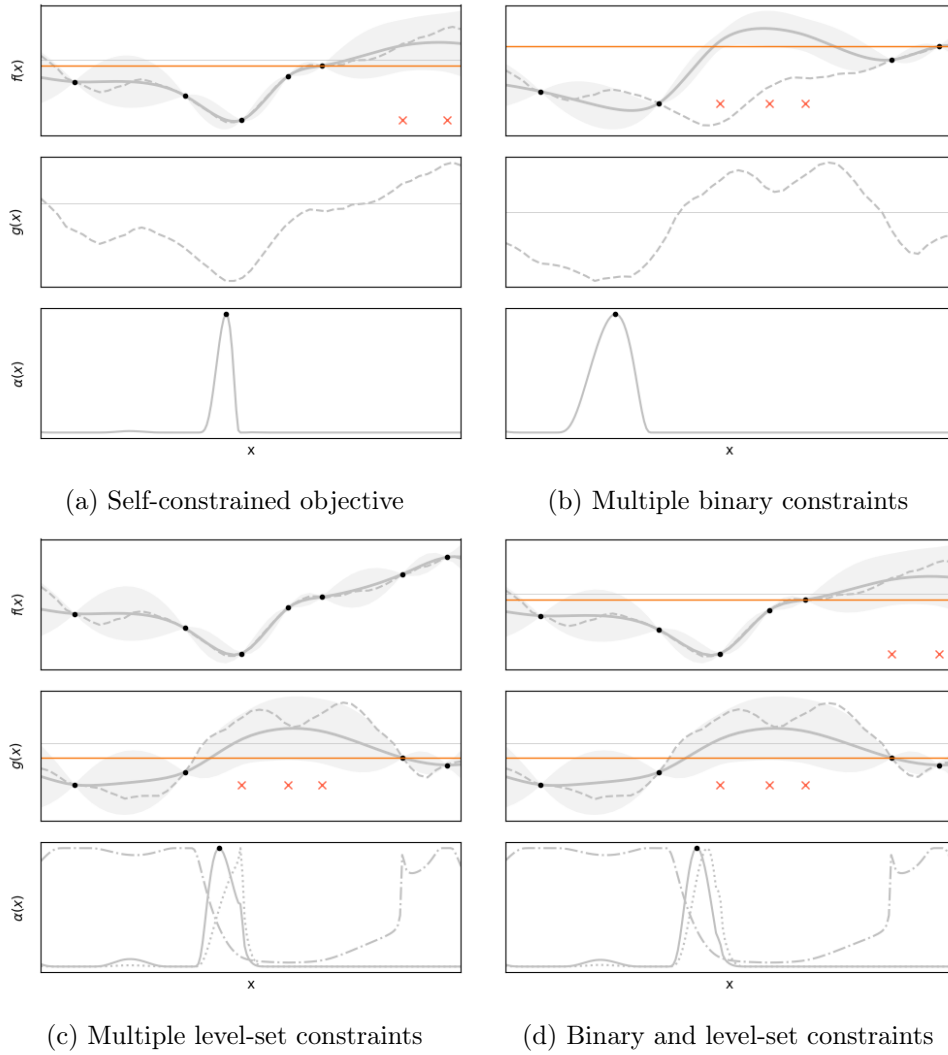 f(x)
g(x)
α(x)
x
x
(a) Self-constrained objective
(b) Multiple binary constraints
f(x)
g(x)
α(x)
x
x
(c) Multiple level-set constraints
(d) Binary and level-set constraints